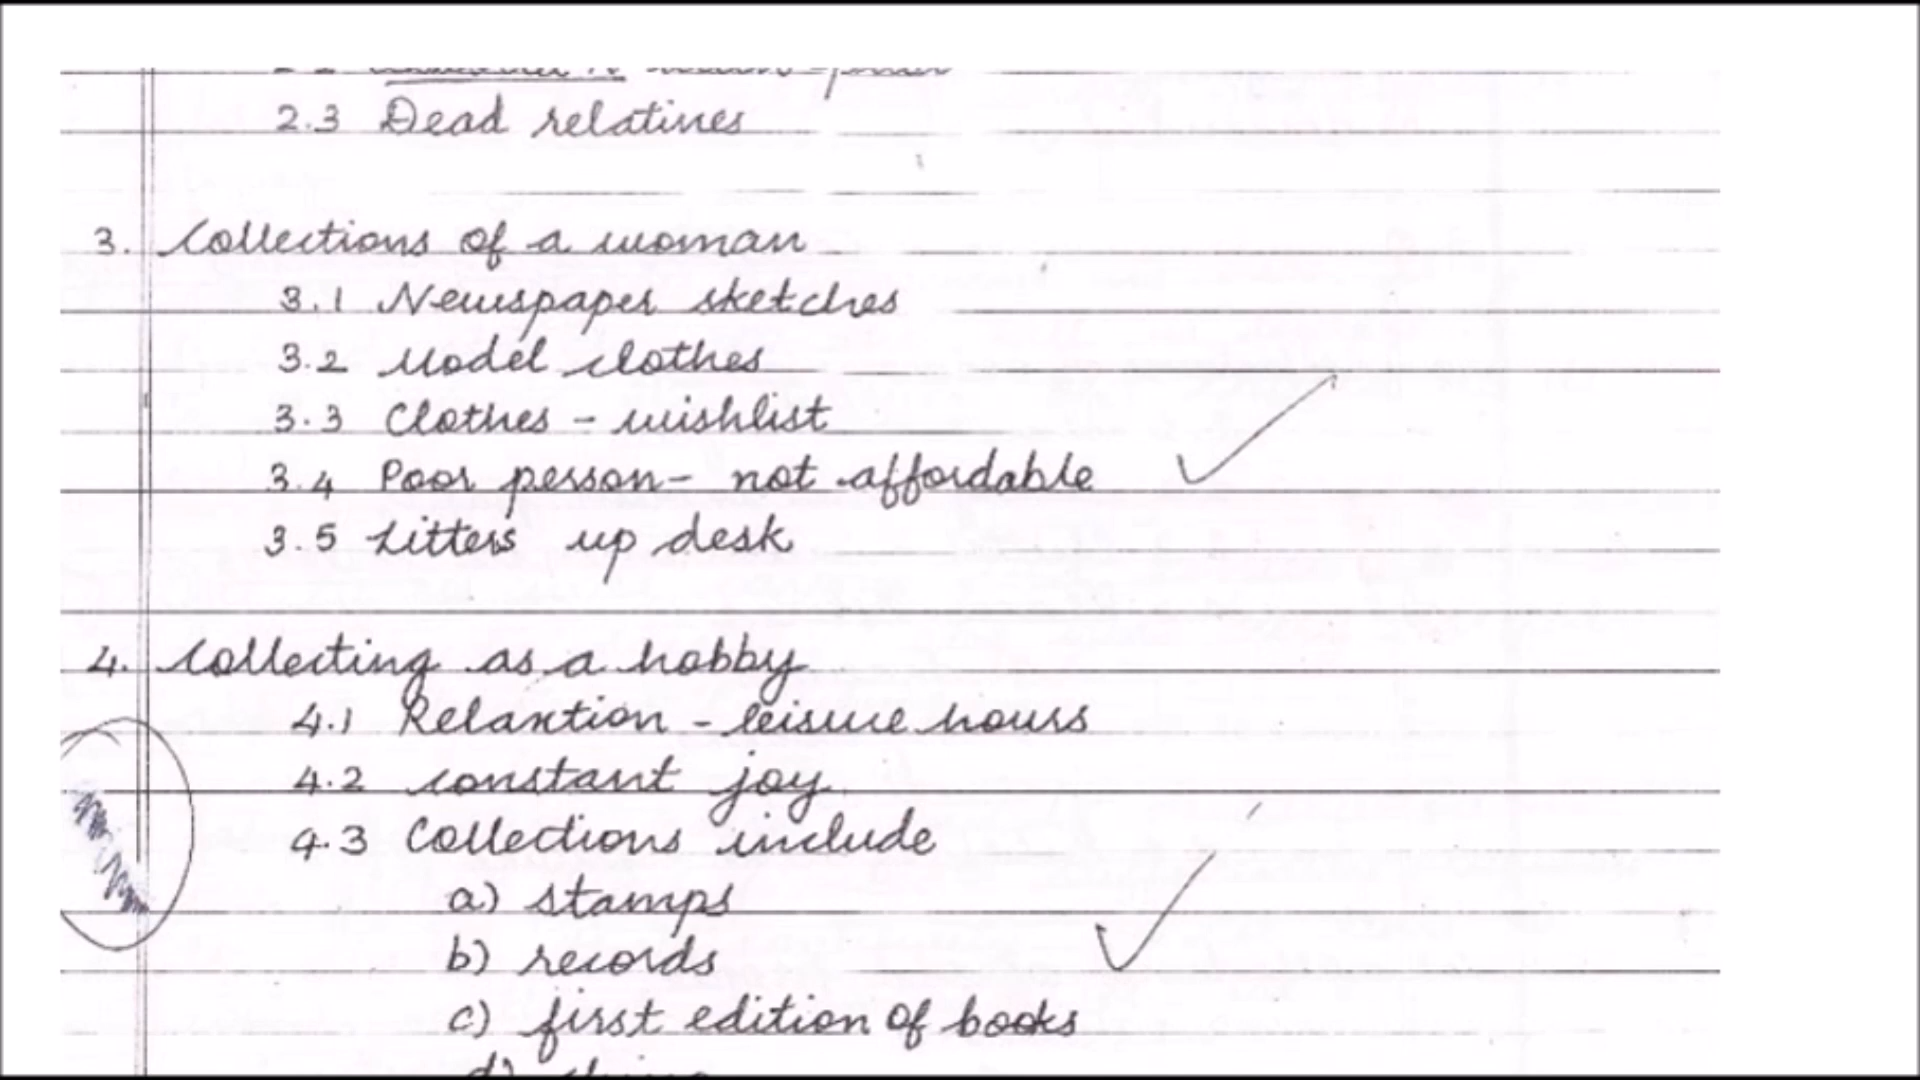 2.3 Dead relatives
3. Collections of a woman
3.1 Newspaper sketches
3.2 Model clothes
3.3 Clothes - wishlist
3.4 Poor person - not affordable
3.5 Litters up desk
4. Collecting as a hobby
4.1 Relaxtion - leisure hours
4.2 constant joy
4.3 Collections include
a) stamps
b) records
c) first edition of books
d)